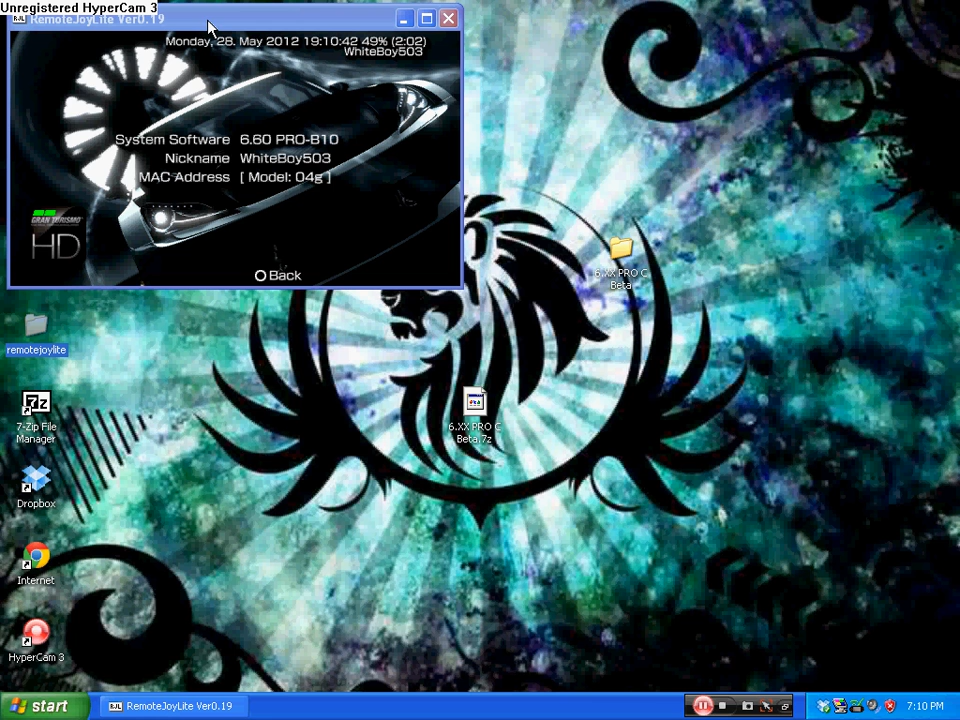 Unregistered HyperCam 3
RJL RemoteJoyLite Ver0.19
Monday, 28. May 2012 19:10:42 49% (2:02)
WhiteBoy503
System Software 6.60 PRO-B10
Nickname WhiteBoy503
MAC Address [ Model: 04g ]
GRAN TURISMO
HD
Back
6.XX PRO C
Beta
remotejoylite
7z
7-Zip File
Manager
6.XX PRO C
Beta.7z
Dropbox
Internet
HyperCam 3
start
RJL RemoteJoyLite Ver0.19
7:10 PM